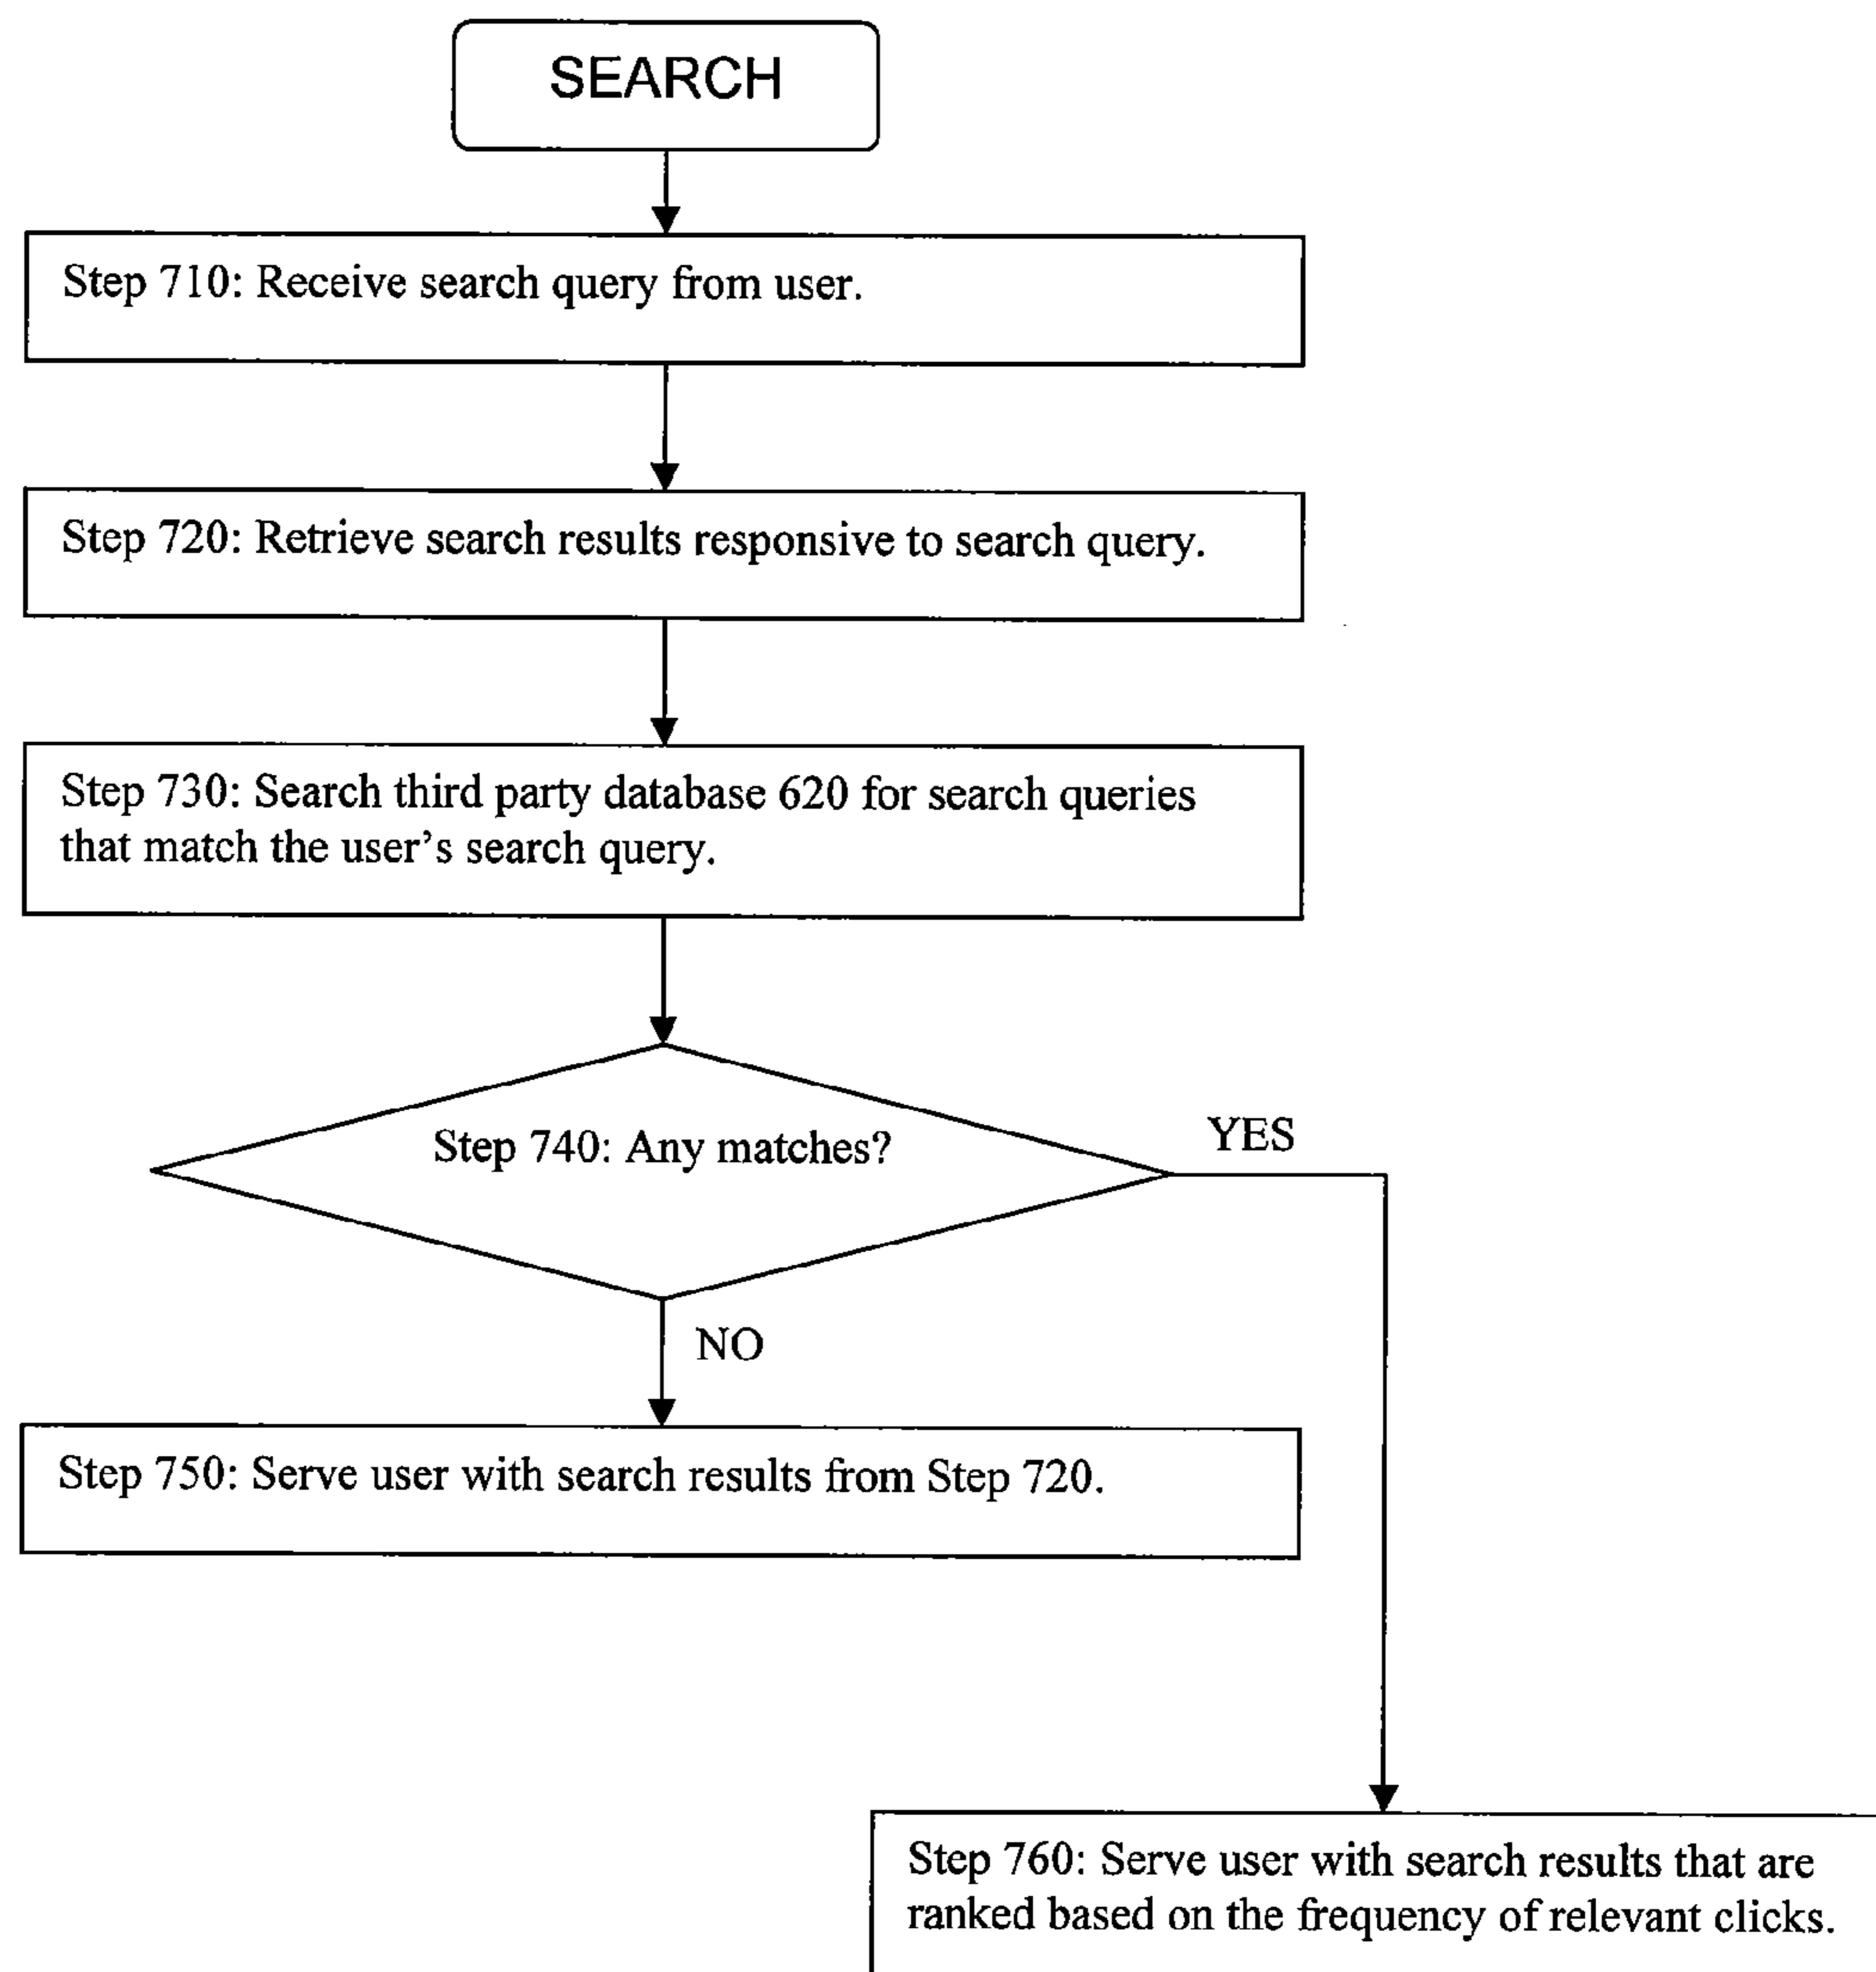 SEARCH
Step 710: Receive search query from user.
Step 720: Retrieve search results responsive to search query.
Step 730: Search third party database 620 for search queries
that match the user’s search query.
Step 740: Any matches?
YES
NO
Step 750: Serve user with search results from Step 720.
Step 760: Serve user with search results that are
ranked based on the frequency of relevant clicks.